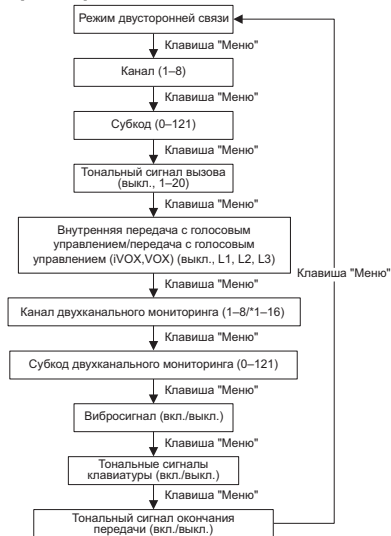 Режим двусторонней связи
Клавиша "Меню"
Канал (1–8)
Клавиша "Меню"
Субкод (0–121)
Клавиша "Меню"
Тональный сигнал вызова
(выкл., 1–20)
Клавиша "Меню"
Внутренняя передача с голосовым
управлением/передача с голосовым
управлением (iVOX,VOX) (выкл., L1, L2, L3)
Клавиша "Меню"
Клавиша "Меню"
Канал двухканального мониторинга (1–8/*1–16)
Клавиша "Меню"
Субкод двухканального мониторинга (0–121)
Клавиша "Меню"
Вибросигнал (вкл./выкл.)
Клавиша "Меню"
Тональные сигналы
клавиатуры (вкл./выкл.)
Клавиша "Меню"
Тональный сигнал окончания
передачи (вкл./выкл.)